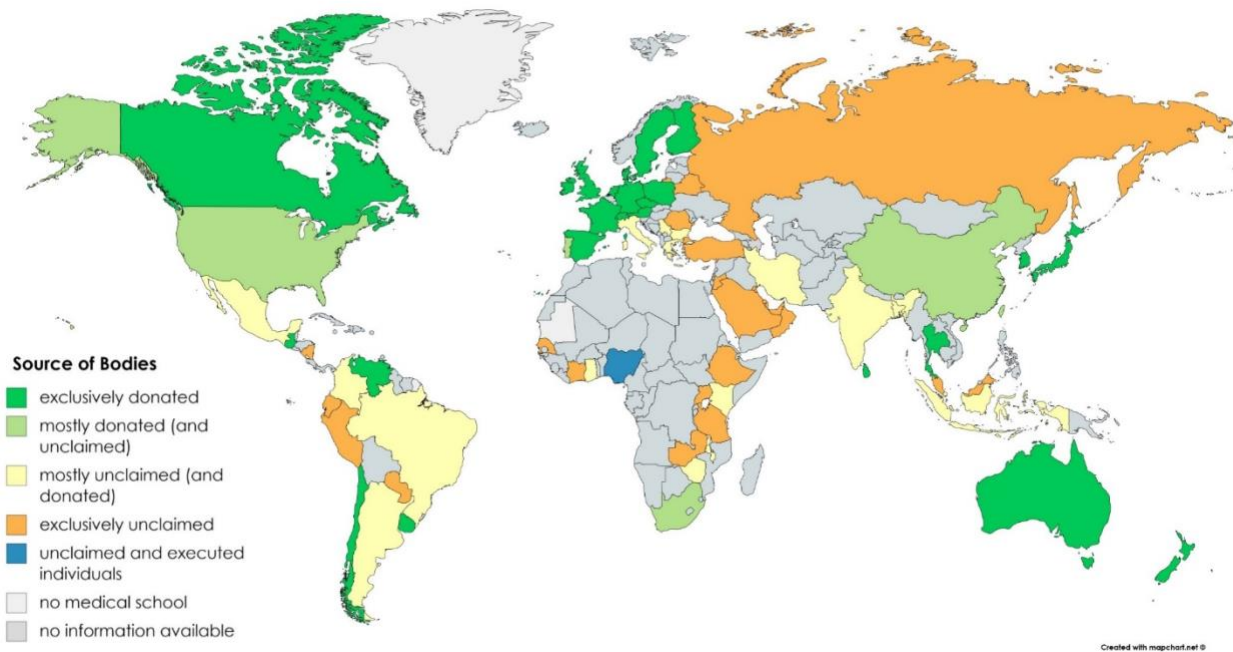 Source of Bodies
exclusively donated
mostly donated (and
unclaimed)
mostly unclaimed (and
donated)
exclusively unclaimed
unclaimed and executed
individuals
no medical school
no information available
Created with mapchart.net ©